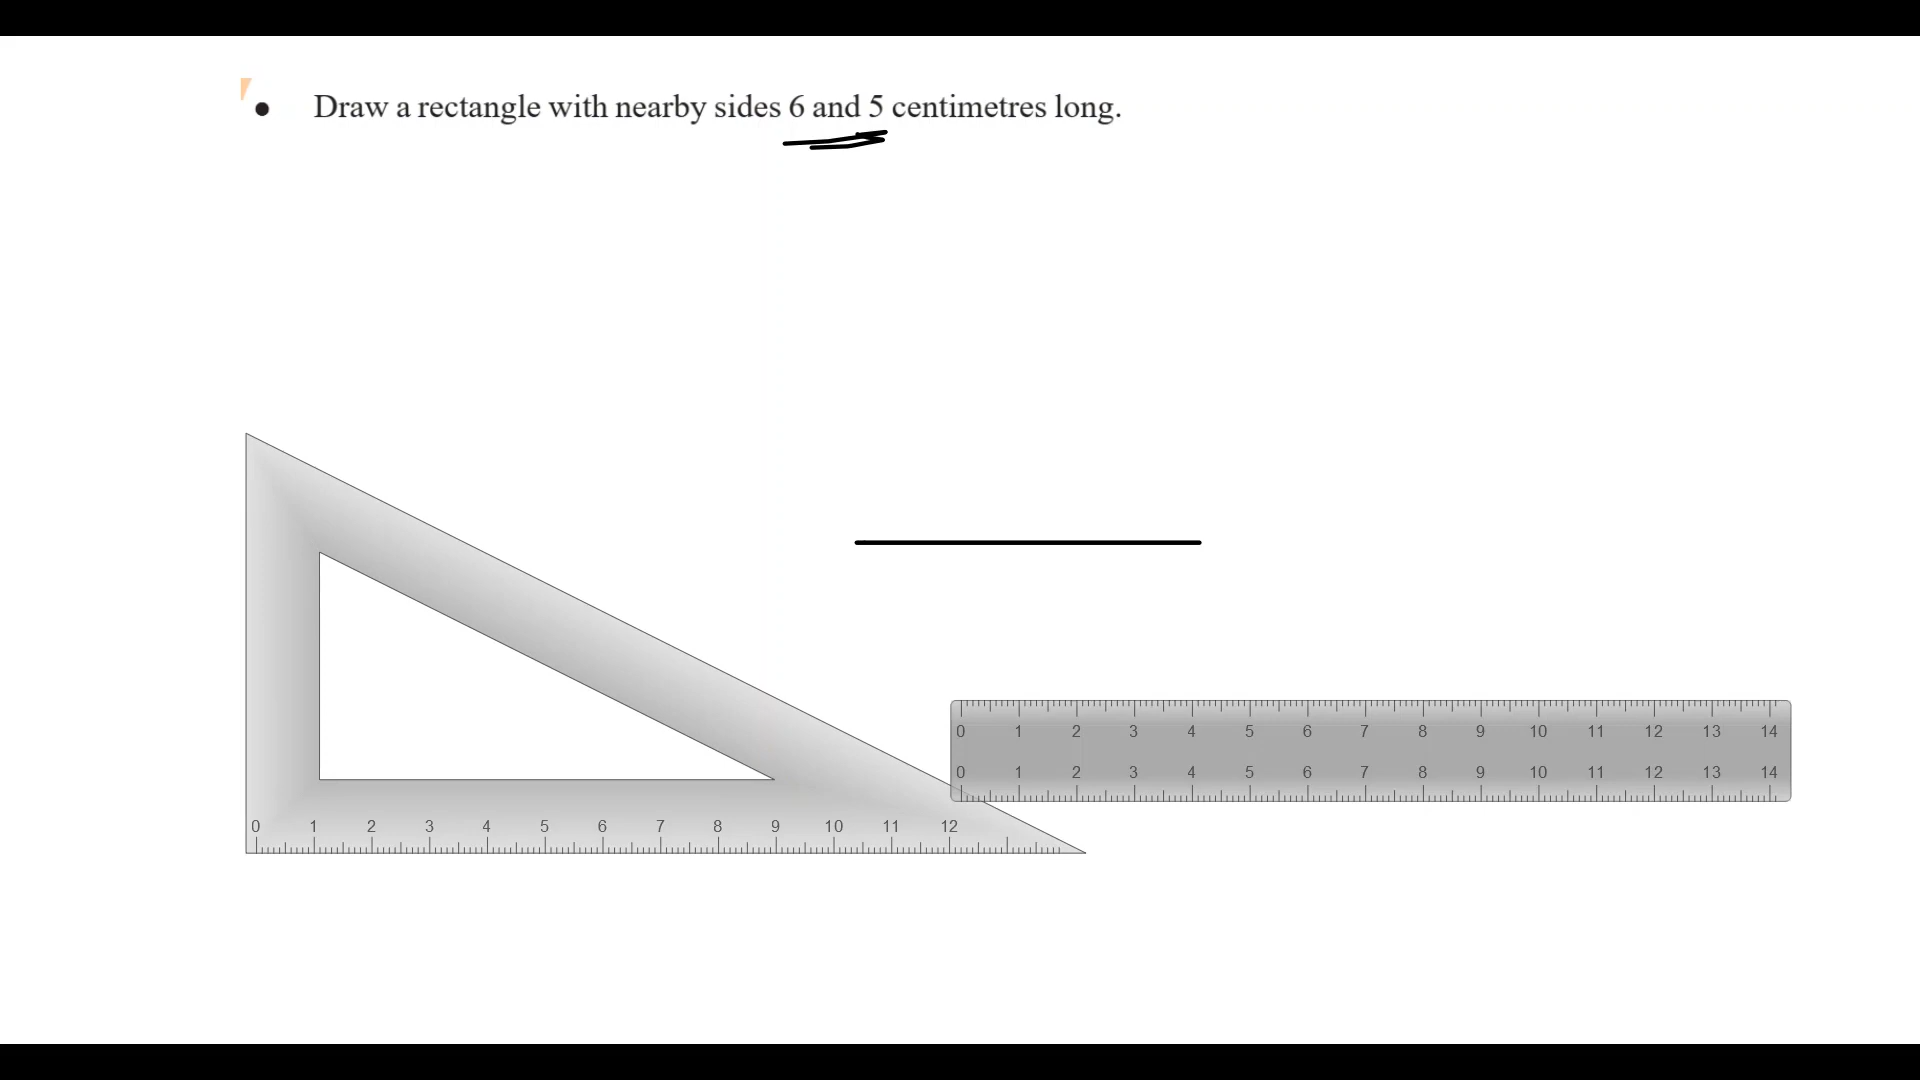 ● Draw a rectangle with nearby sides 6 and 5 centimetres long.
0 1 2 3 4 5 6 7 8 9 10 11 12 13 14
0 1 2 3 4 5 6 7 8 9 10 11 12 13 14
0 1 2 3 4 5 6 7 8 9 10 11 12